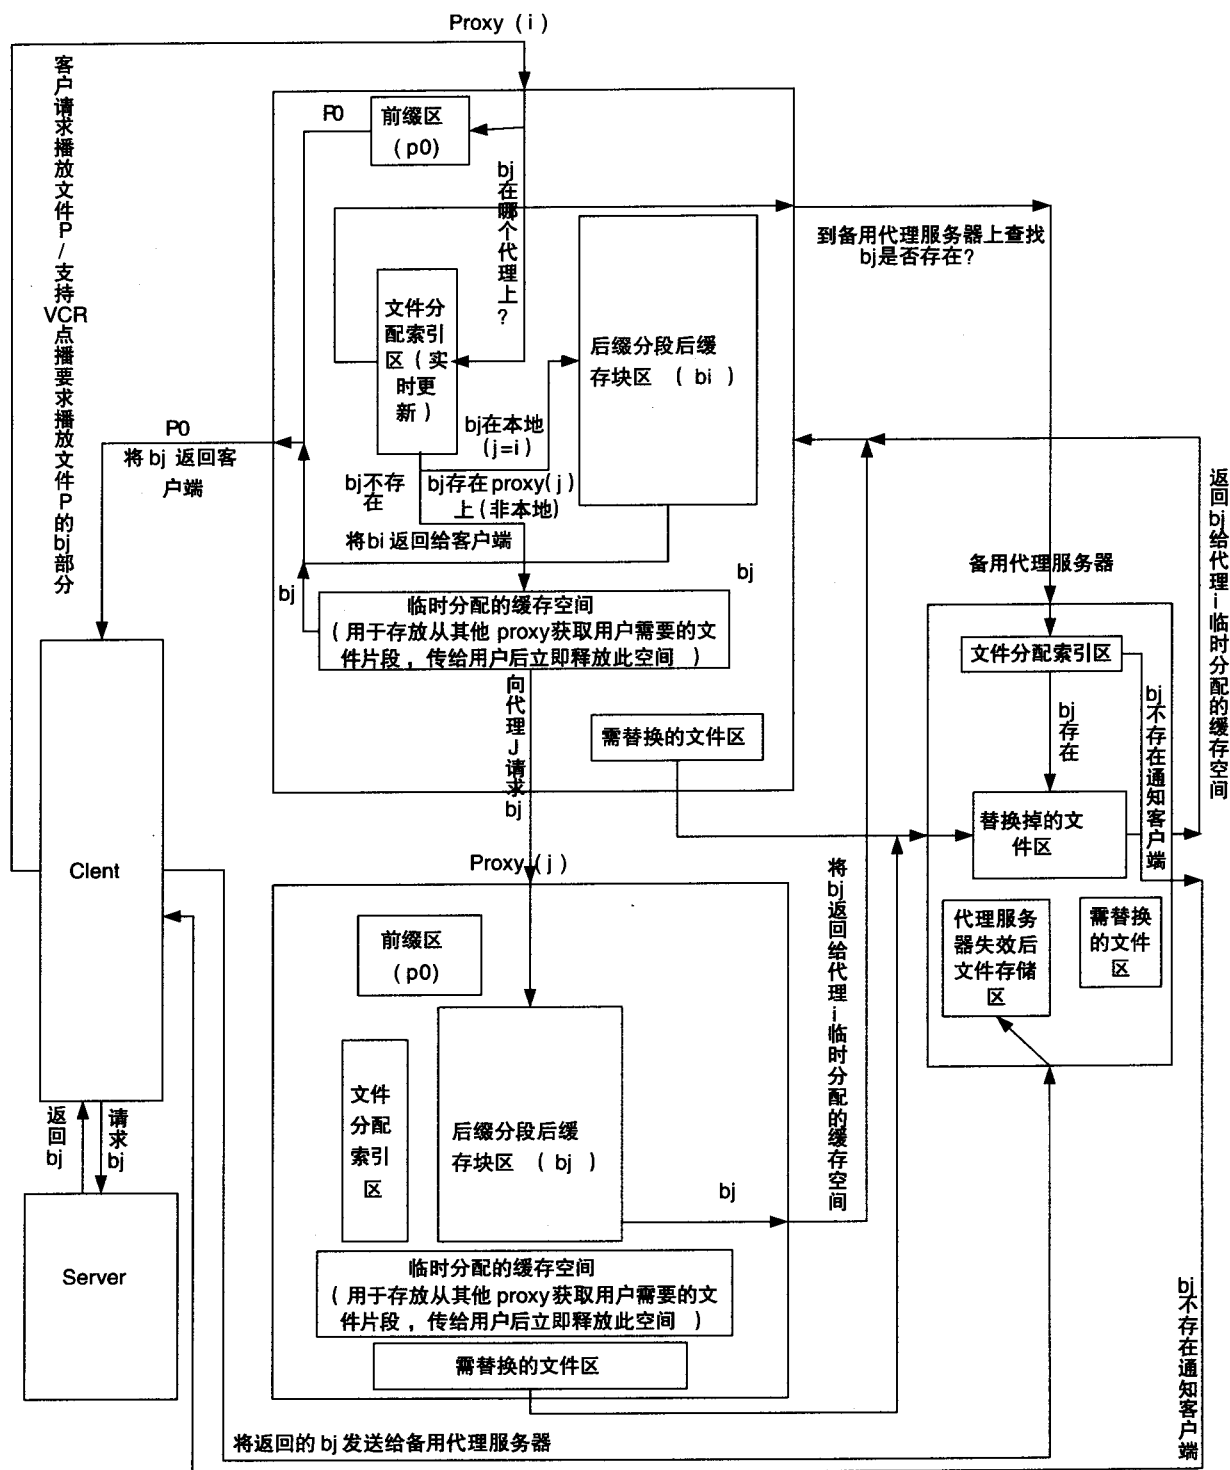 Proxy (i)
客户请求播放文件P/支持VCR点播要求播放文件P的bj部分
P0
前缀区
(p0)
bj在哪个代理上?
到备用代理服务器上查找
bj是否存在?
文件分
配索引
区(实
时更
新)
后缀分段后缓
存块区 (bi)
P0
将 bj 返回客
户端
bj在本地
(j=i)
bj不存
在
bj存在proxy(j)
上(非本地)
将bi返回给客户端
bj
bj
临时分配的缓存空间
(用于存放从其他 proxy获取用户需要的文
件片段,传给用户后立即释放此空间 )
向代理J请求bj
需替换的文件区
备用代理服务器
文件分配索引区
bj存在
bj不存在通知客户端
返回bj给代理i临时分配的缓存空间
替换掉的文
件区
代理服务
器失效后
文件存储
区
需替换
的文件
区
Clent
Proxy (j)
前缀区
(p0)
将bj返回给代理i临时分配的缓存空间
文件
分配
索引
区
后缀分段后缓
存块区 (bj)
bj
返回bj
请求bj
Server
临时分配的缓存空间
(用于存放从其他 proxy获取用户需要的文
件片段,传给用户后立即释放此空间 )
需替换的文件区
bj不存在通知客户端
将返回的 bj 发送给备用代理服务器